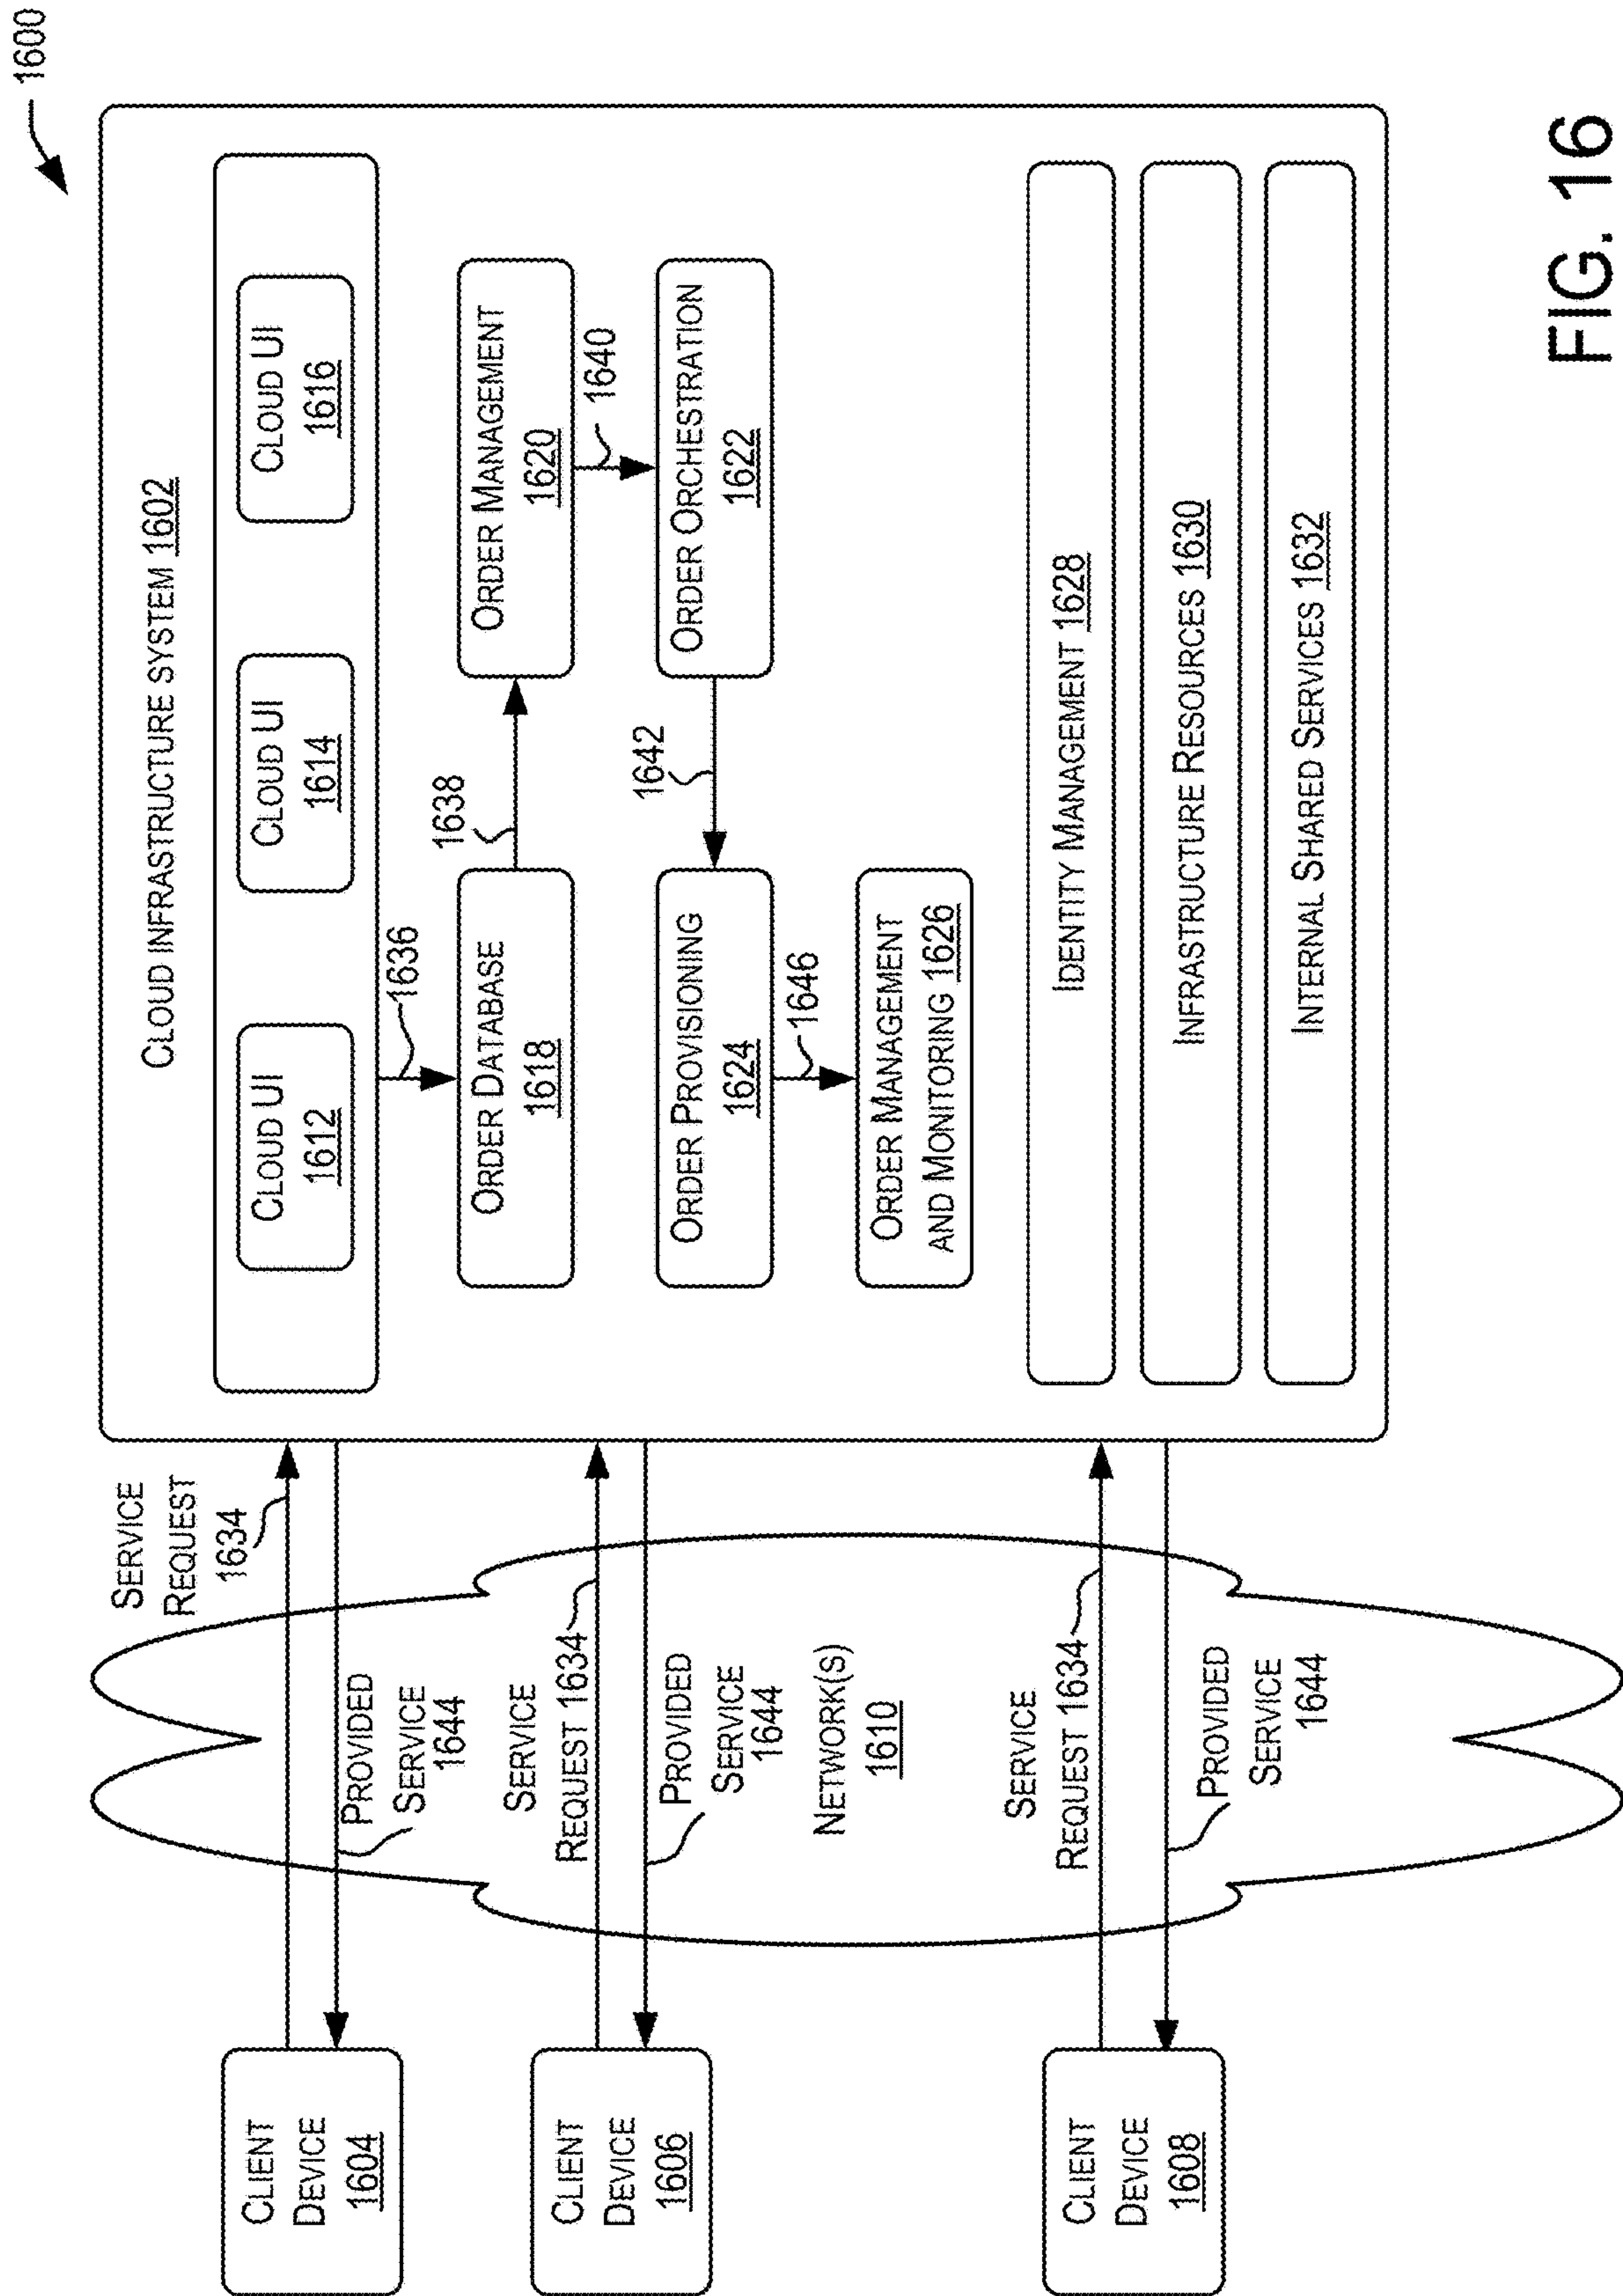 1600
CLOUD INFRASTRUCTURE SYSTEM 1602
CLOUD UI
1612
CLOUD UI
1614
CLOUD UI
1616
1636
ORDER DATABASE
1618
1638
ORDER MANAGEMENT
1620
1640
ORDER ORCHESTRATION
1622
1642
ORDER PROVISIONING
1624
1646
ORDER MANAGEMENT
AND MONITORING 1626
IDENTITY MANAGEMENT 1628
INFRASTRUCTURE RESOURCES 1630
INTERNAL SHARED SERVICES 1632
CLIENT
DEVICE
1604
SERVICE
REQUEST
1634
PROVIDED
SERVICE
1644
CLIENT
DEVICE
1606
SERVICE
REQUEST 1634
PROVIDED
SERVICE
1644
NETWORK(S)
1610
CLIENT
DEVICE
1608
SERVICE
REQUEST 1634
PROVIDED
SERVICE
1644
FIG. 16